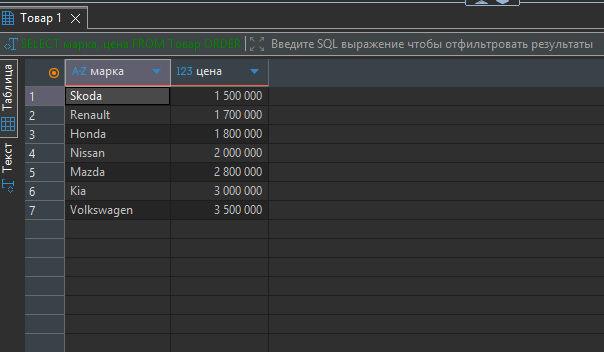 Товар 1
SELECT марка, цена FROM Товар ORDER
Введите SQL выражение чтобы отфильтровать результаты
Таблица
Текст
A-Z марка
123 цена
1 Skoda 1 500 000
2 Renault 1 700 000
3 Honda 1 800 000
4 Nissan 2 000 000
5 Mazda 2 800 000
6 Kia 3 000 000
7 Volkswagen 3 500 000